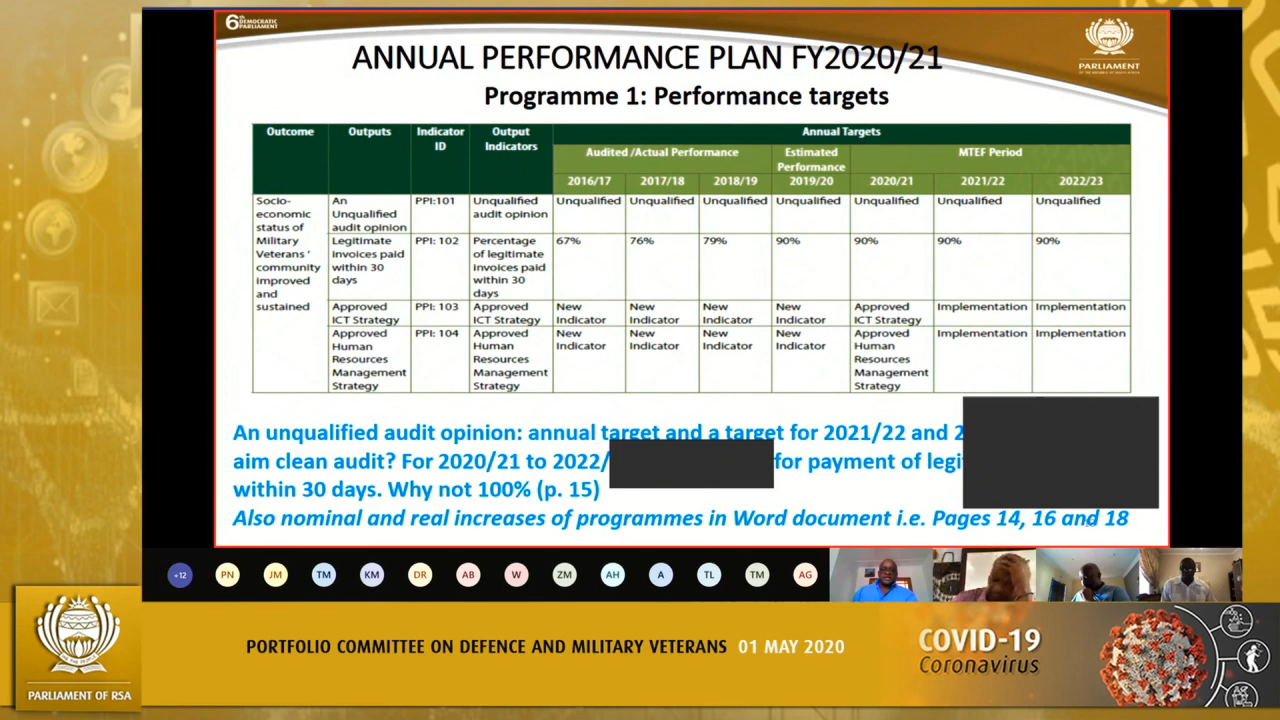 6th DEMOCRATIC PARLIAMENT
PARLIAMENT
OF THE REPUBLIC OF SOUTH AFRICA
ANNUAL PERFORMANCE PLAN FY2020/21
Programme 1: Performance targets
Outcome Outputs Indicator ID Output Indicators Annual Targets
Audited /Actual Performance Estimated Performance MTEF Period
2016/17 2017/18 2018/19 2019/20 2020/21 2021/22 2022/23
Socio-economic status of Military Veterans ' community improved and sustained
An Unqualified audit opinion PPI:101 Unqualified audit opinion Unqualified Unqualified Unqualified Unqualified Unqualified Unqualified Unqualified
Legitimate Invoices paid within 30 days PPI: 102 Percentage of legitimate invoices paid within 30 days 67% 76% 79% 90% 90% 90% 90%
Approved ICT Strategy PPI: 103 Approved ICT Strategy New Indicator New Indicator New Indicator New Indicator Approved ICT Strategy Implementation Implementation
Approved Human Resources Management Strategy PPI: 104 Approved Human Resources Management Strategy New Indicator New Indicator New Indicator New Indicator Approved Human Resources Management Strategy Implementation Implementation
An unqualified audit opinion: annual target and a target for 2021/22 and 2
aim clean audit? For 2020/21 to 2022/ for payment of legi
within 30 days. Why not 100% (p. 15)
Also nominal and real increases of programmes in Word document i.e. Pages 14, 16 and 18
+12 PN JM TM KM DR AB W ZM AH A TL TM AG
PORTFOLIO COMMITTEE ON DEFENCE AND MILITARY VETERANS 01 MAY 2020
COVID-19
Coronavirus
PARLIAMENT OF RSA